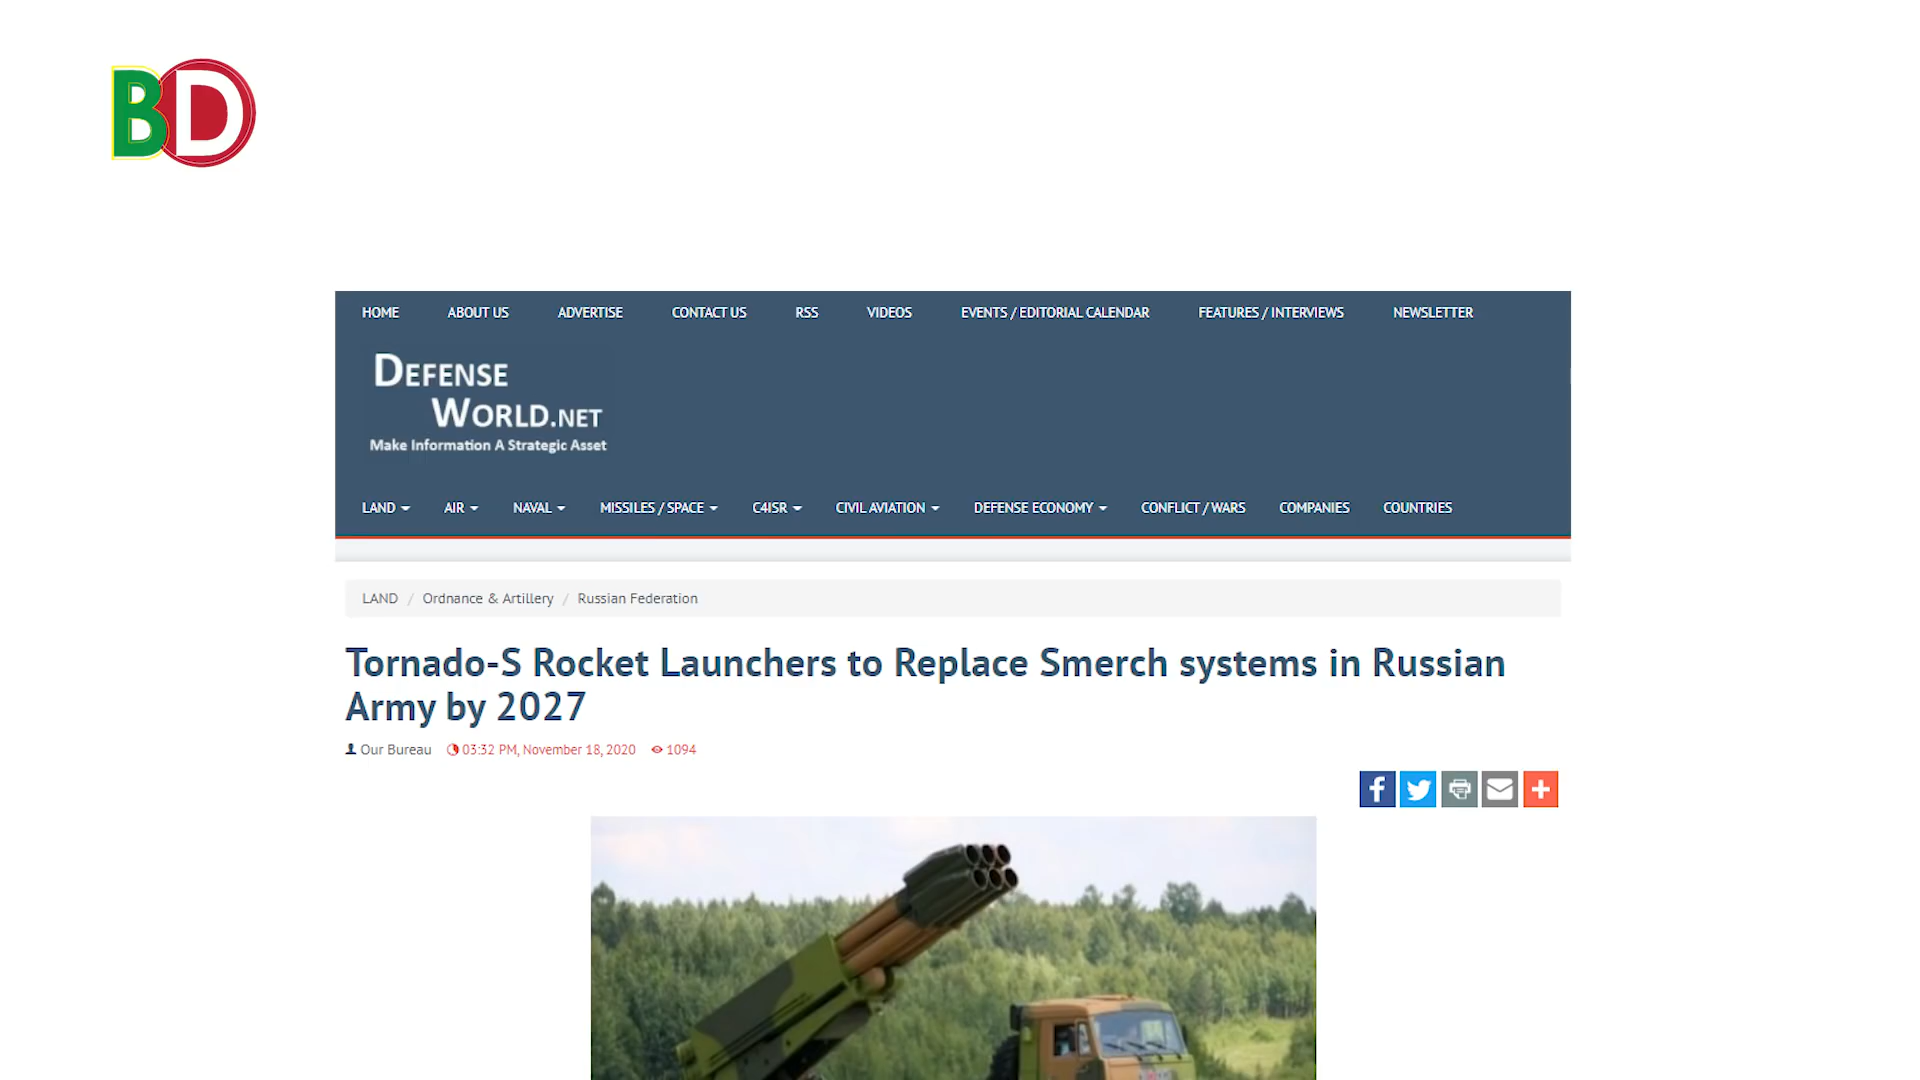 BD
HOME ABOUT US ADVERTISE CONTACT US RSS VIDEOS EVENTS / EDITORIAL CALENDAR FEATURES / INTERVIEWS NEWSLETTER
DEFENSE
WORLD.NET
Make Information A Strategic Asset
LAND AIR NAVAL MISSILES / SPACE C4ISR CIVIL AVIATION DEFENSE ECONOMY CONFLICT / WARS COMPANIES COUNTRIES
LAND / Ordnance & Artillery / Russian Federation
Tornado-S Rocket Launchers to Replace Smerch systems in Russian
Army by 2027
Our Bureau 03:32 PM, November 18, 2020 1094